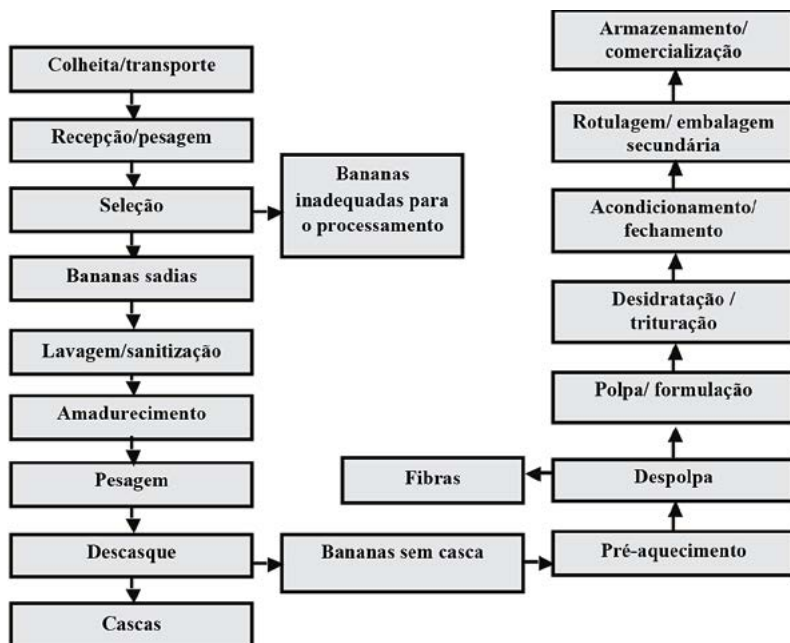 Colheita/transporte
Recepção/pesagem
Seleção
Bananas
inadequadas para
o processamento
Bananas sadias
Lavagem/sanitização
Amadurecimento
Pesagem
Descasque
Cascas
Bananas sem casca
Pré-aquecimento
Despolpa
Fibras
Polpa/ formulação
Desidratação /
trituração
Acondicionamento/
fechamento
Rotulagem/ embalagem
secundária
Armazenamento/
comercialização